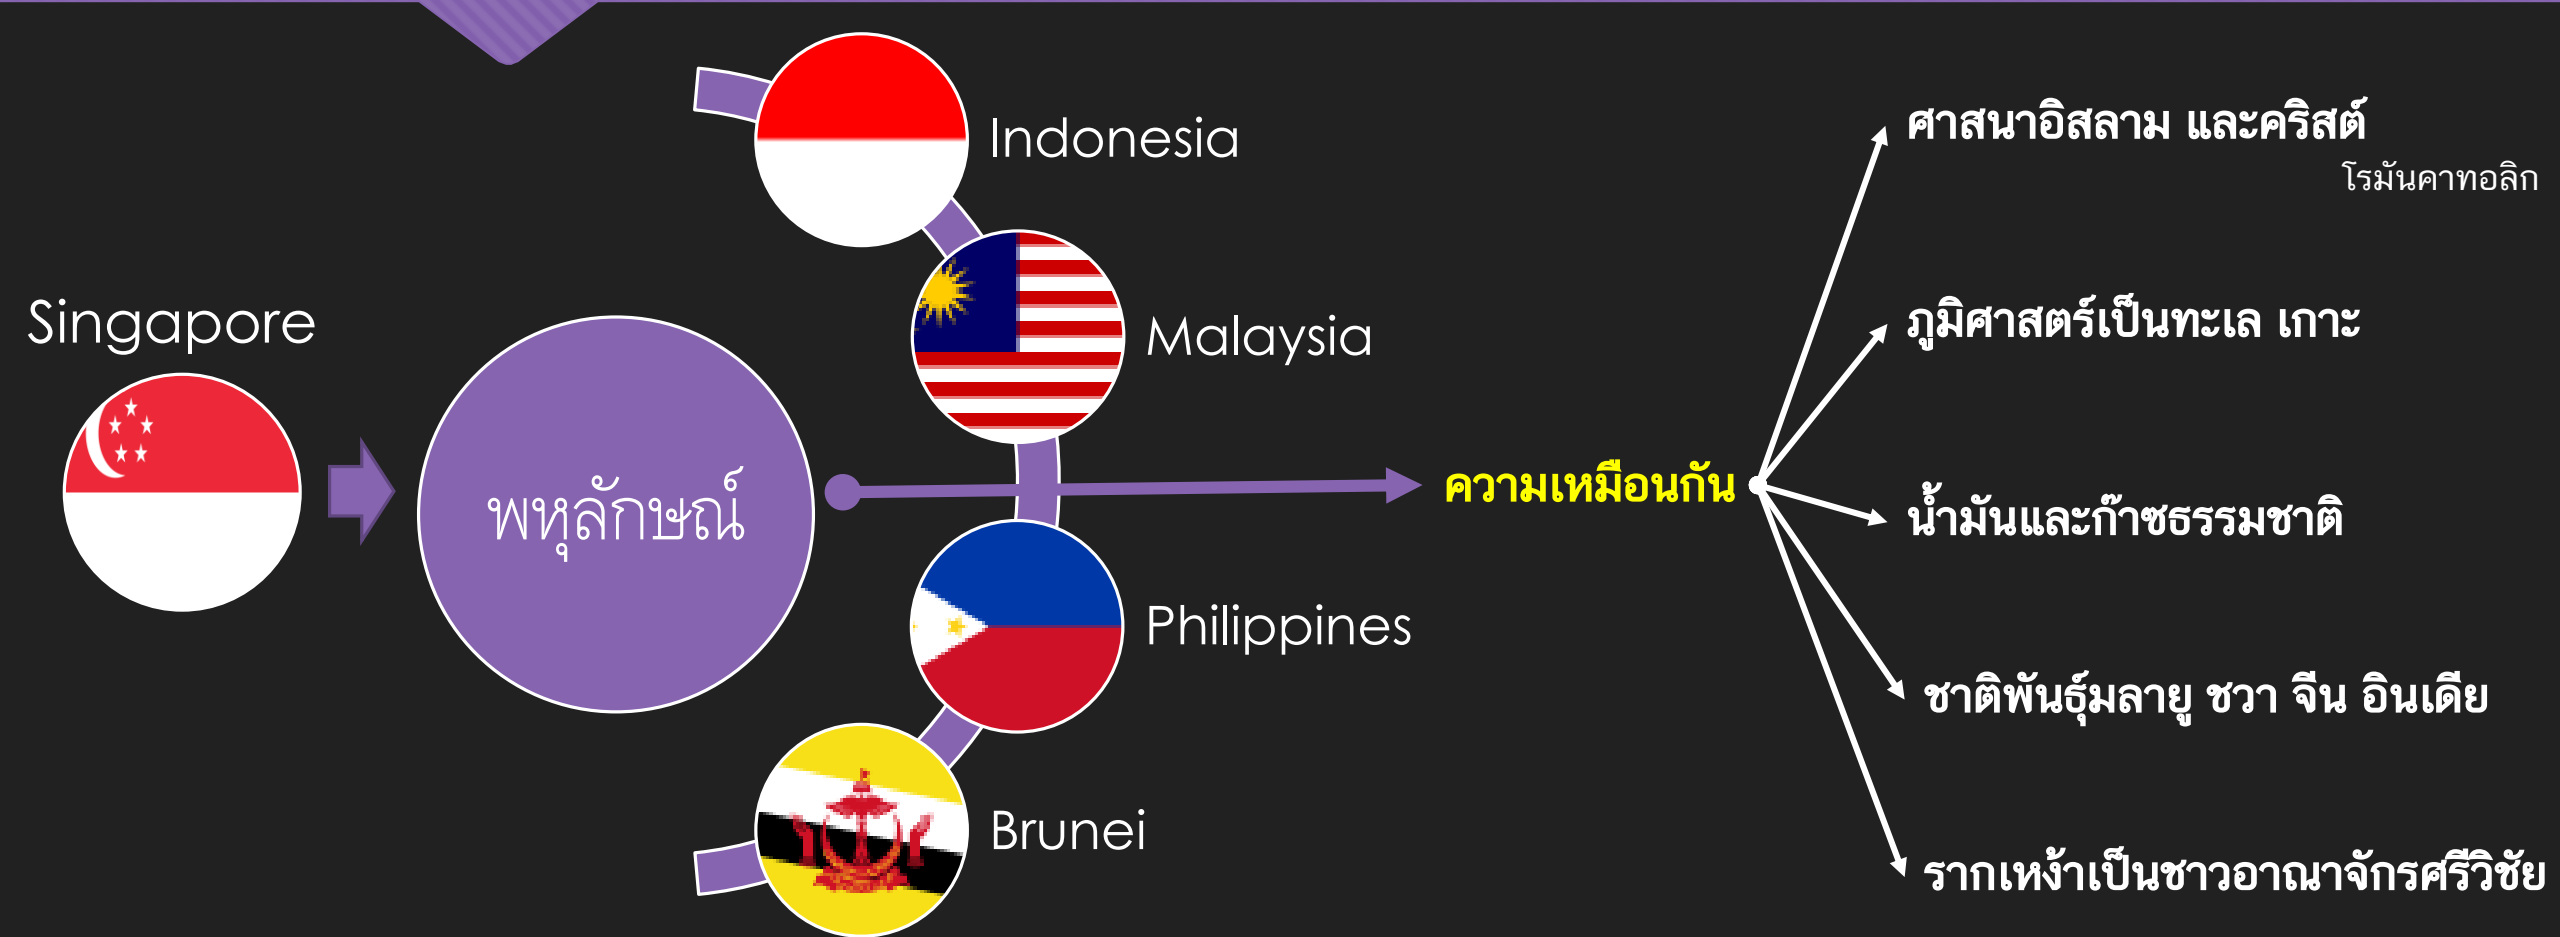 Singapore
พหุลักษณ์
Indonesia
Malaysia
Philippines
Brunei
ความเหมือนกัน
ศาสนาอิสลาม และคริสต์
โรมันคาทอลิก
ภูมิศาสตร์เป็นทะเล เกาะ
น้ำมันและก๊าซธรรมชาติ
ชาติพันธุ์มลายู ชวา จีน อินเดีย
รากเหง้าเป็นชาวอาณาจักรศรีวิชัย